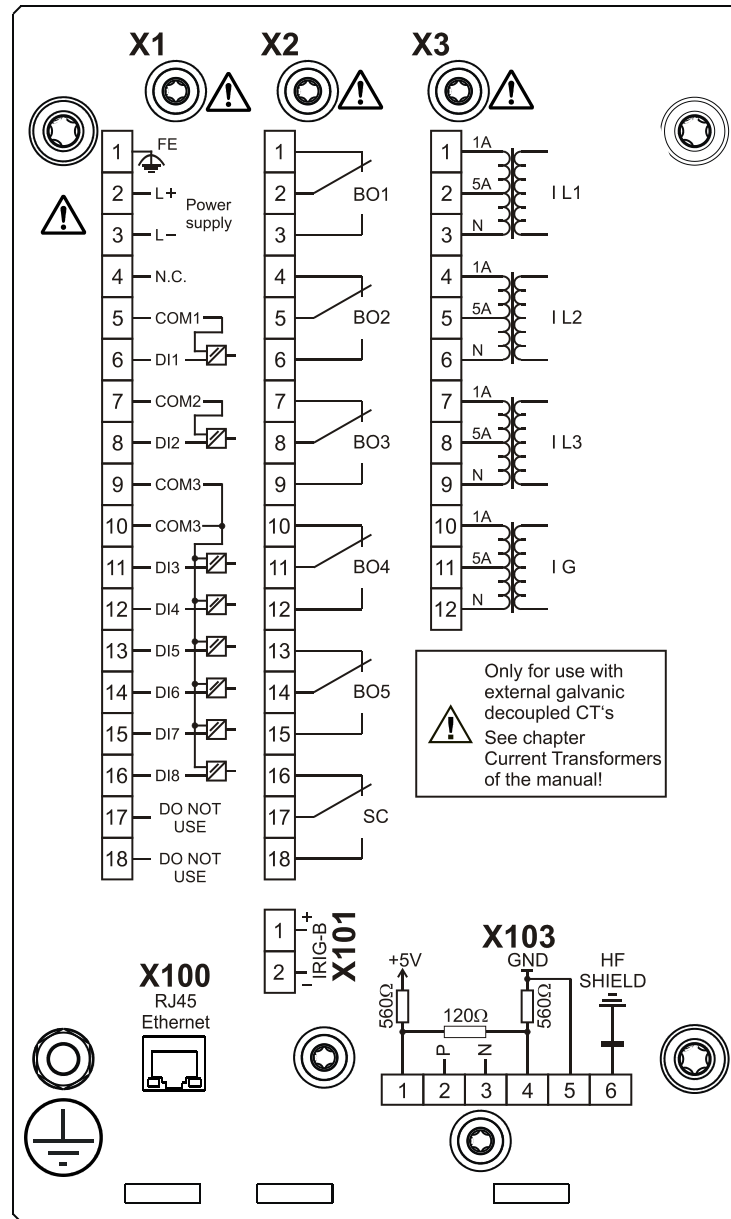 X1 X2 X3
1 FE
2 L+ Power
supply
3 L−
4 N.C.
5 COM1
6 DI1
7 COM2
8 DI2
9 COM3
10 COM3
11 DI3
12 DI4
13 DI5
14 DI6
15 DI7
16 DI8
17 DO NOT
USE
18 DO NOT
USE
1
2 BO1
3
4
5 BO2
6
7
8 BO3
9
10
11 BO4
12
13
14 BO5
15
16
17 SC
18
1 1A
2 5A I L1
3 N
4 1A
5 5A I L2
6 N
7 1A
8 5A I L3
9 N
10 1A
11 5A I G
12 N
Only for use with
external galvanic
decoupled CT‘s
See chapter
Current Transformers
of the manual!
1 +
2 −
IRIG-B
X101
X100
RJ45
Ethernet
X103
+5V GND HF
SHIELD
560Ω 120Ω 560Ω
P N
1 2 3 4 5 6